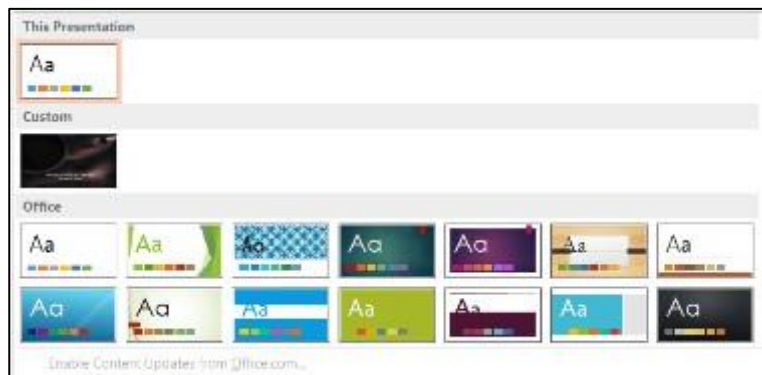 This Presentation
Aa
Custom
Office
Aa Aa Aa Aa Aa Aa Aa
Aa Aa Aa Aa Aa Aa Aa
Enable Content Updates from Office.com...